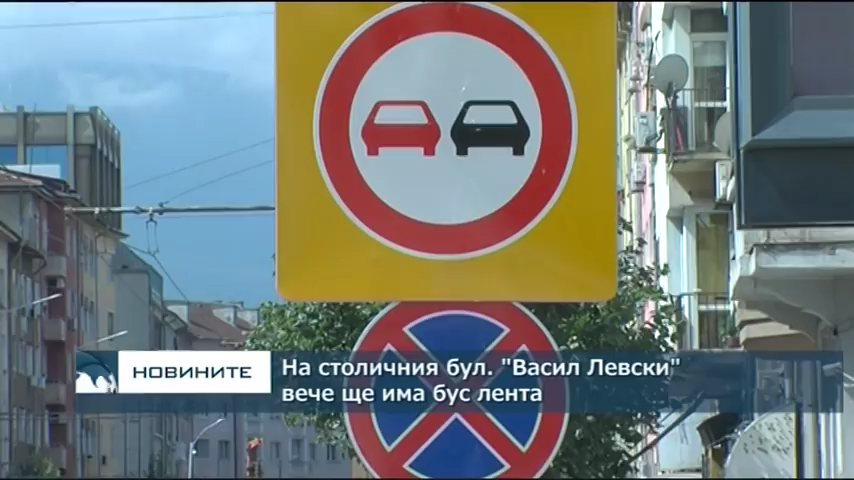 НОВИНИТЕ
На столичния бул. "Васил Левски"
вече ще има бус лента